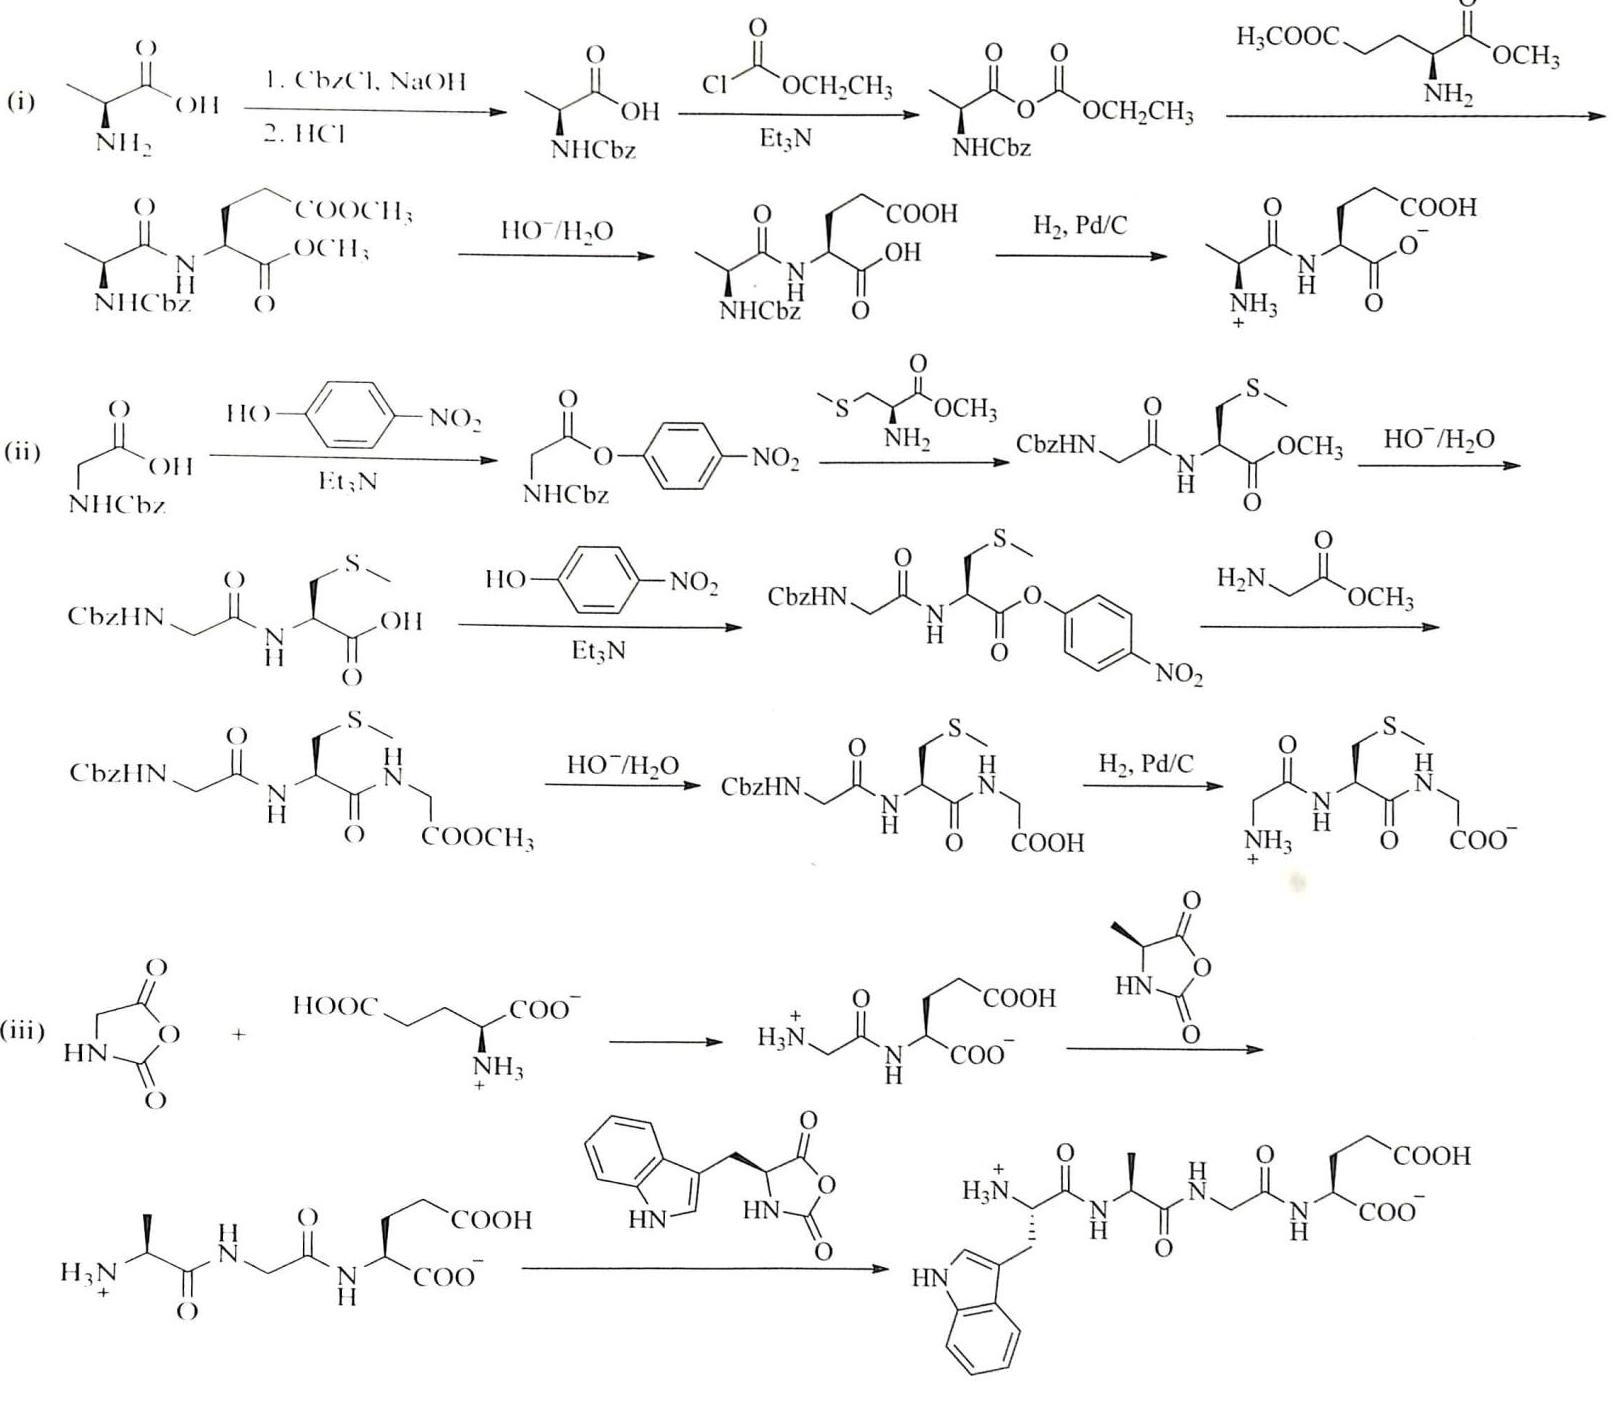 (i) O OH NH₂ 1. CbzCl, NaOH 2. HCl O OH NHCbz O Cl OCH₂CH₃ Et₃N O O O OCH₂CH₃ NHCbz H₃COOC O OCH₃ NH₂
O COOCH₃ OCH₃ N H NHCbz O HO⁻/H₂O O COOH OH N H NHCbz O H₂, Pd/C O COOH O⁻ N H NH₃ + O
(ii) O OH NHCbz HO NO₂ Et₃N O O NO₂ NHCbz S O OCH₃ NH₂ CbzHN O N H S OCH₃ O HO⁻/H₂O
CbzHN O N H S OH O HO NO₂ Et₃N CbzHN O N H S O O NO₂ H₂N O OCH₃
CbzHN O N H S O H N COOCH₃ HO⁻/H₂O CbzHN O N H S O H N COOH H₂, Pd/C O NH₃ + N H S O H N COO⁻
(iii) O O HN O + HOOC COO⁻ NH₃ + H₃N + O N H COOH COO⁻ O O HN O
H₃N + O H N O N H COOH COO⁻ HN O O HN O H₃N + O N H O H N O N H COOH COO⁻ HN